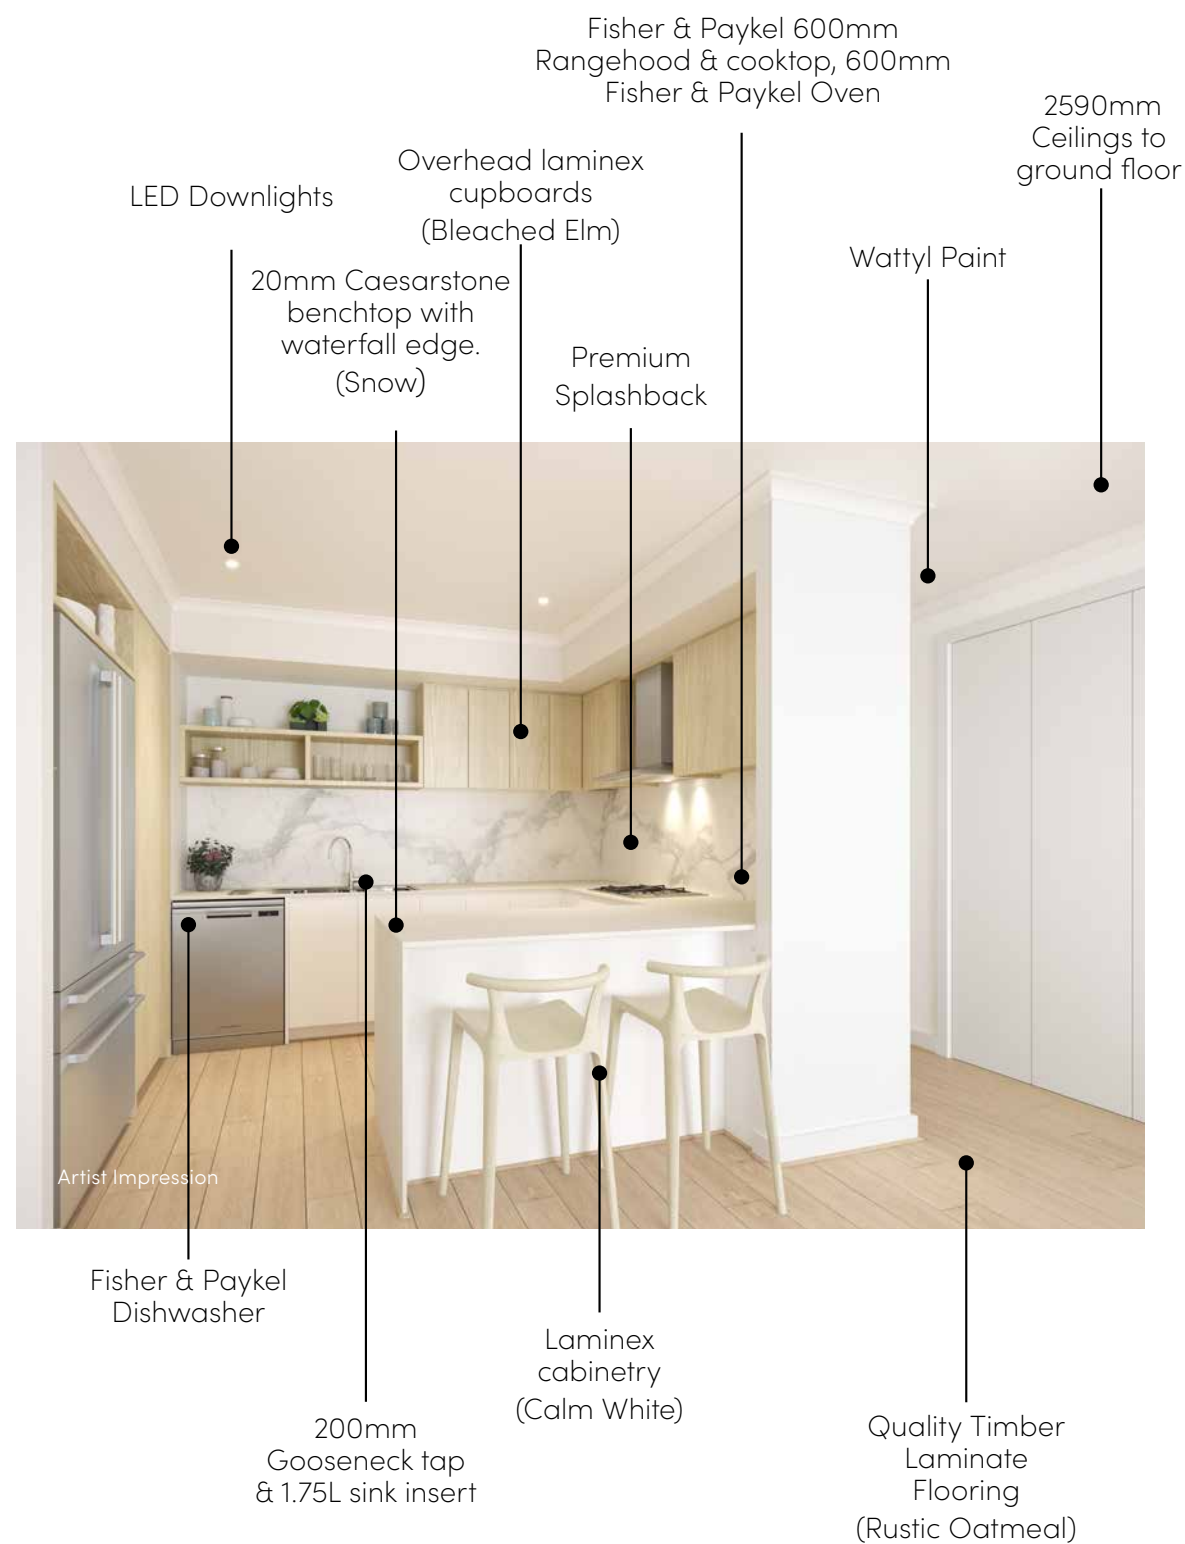 Fisher & Paykel 600mm
Rangehood & cooktop, 600mm
Fisher & Paykel Oven
2590mm
Ceilings to
ground floor
Overhead laminex
cupboards
(Bleached Elm)
LED Downlights
Wattyl Paint
20mm Caesarstone
benchtop with
waterfall edge.
(Snow)
Premium
Splashback
Artist Impression
Fisher & Paykel
Dishwasher
Laminex
cabinetry
(Calm White)
200mm
Gooseneck tap
& 1.75L sink insert
Quality Timber
Laminate
Flooring
(Rustic Oatmeal)